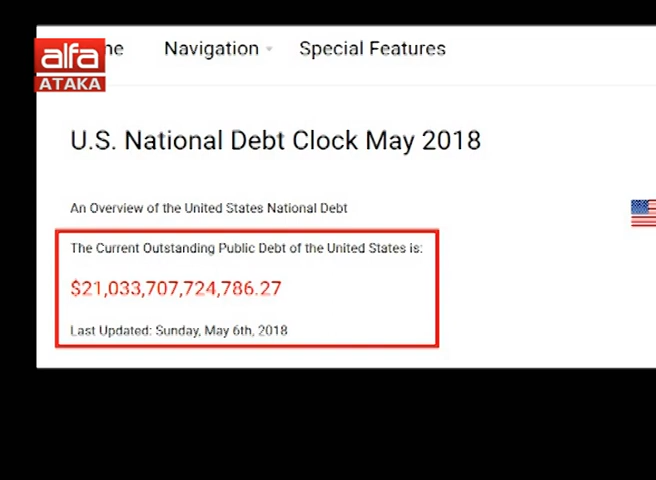 alfa
ATAKA
me Navigation Special Features
U.S. National Debt Clock May 2018
An Overview of the United States National Debt
The Current Outstanding Public Debt of the United States is:
$21,033,707,724,786.27
Last Updated: Sunday, May 6th, 2018